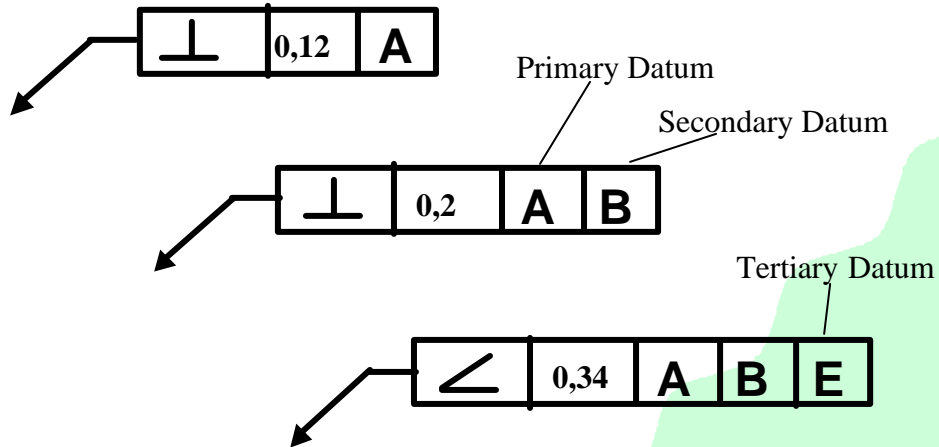 ⊥ 0,12 A
Primary Datum
Secondary Datum
⊥ 0,2 A B
Tertiary Datum
∠ 0,34 A B E